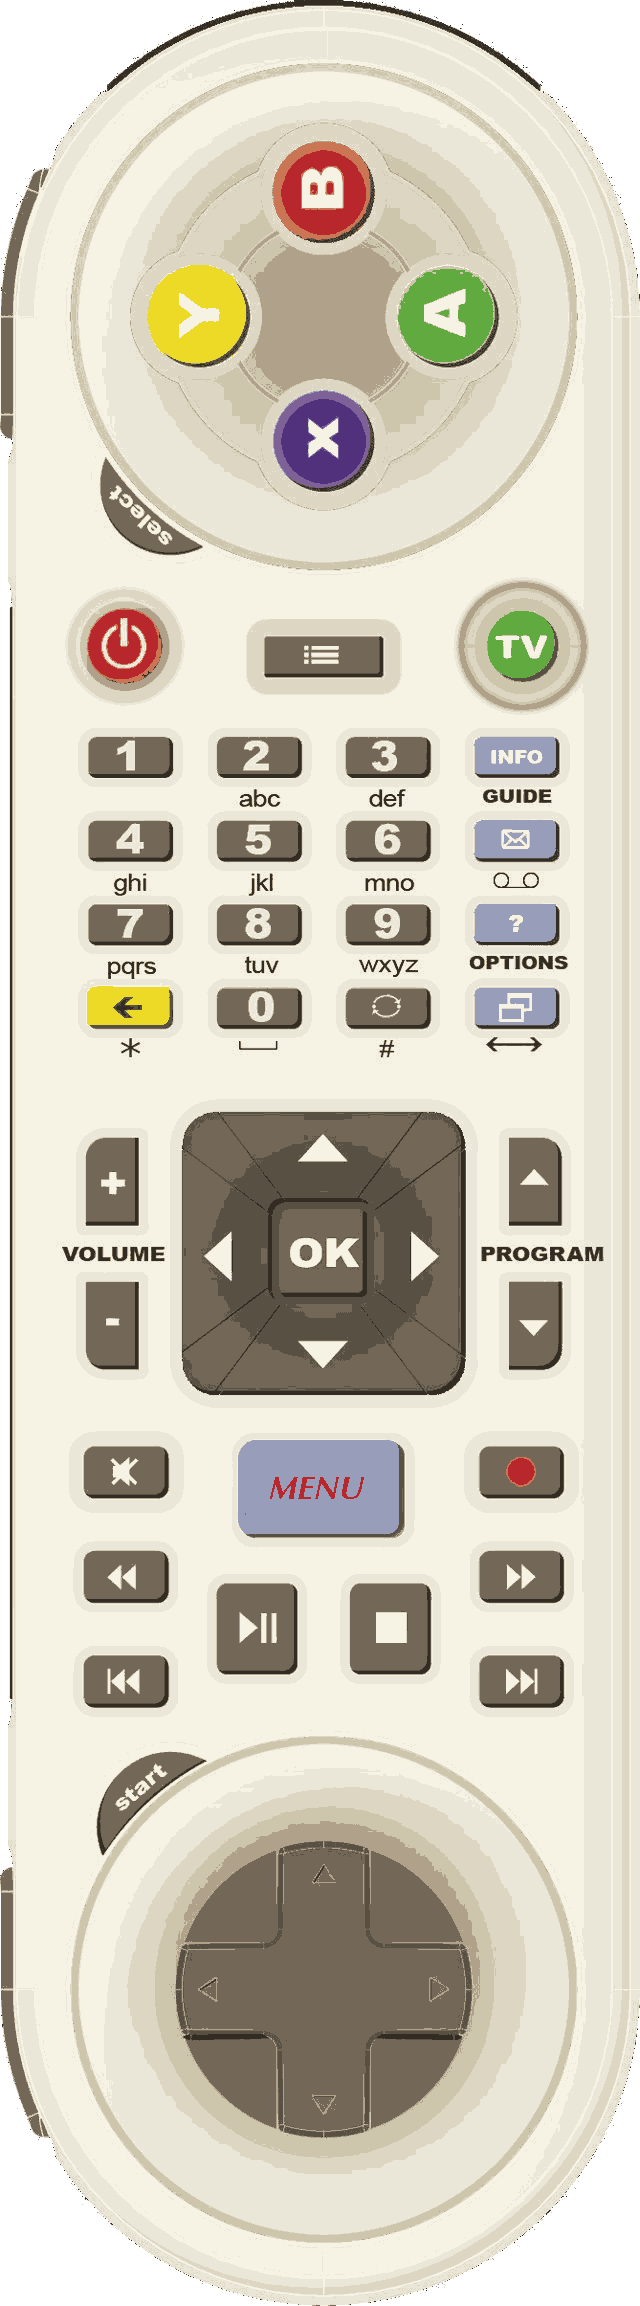 B
Y A
X
select
TV
1 2 3 INFO
abc def GUIDE
4 5 6
ghi jkl mno
7 8 9 ?
pqrs tuv wxyz OPTIONS
0
* #
+
OK
VOLUME PROGRAM
-
MENU
start